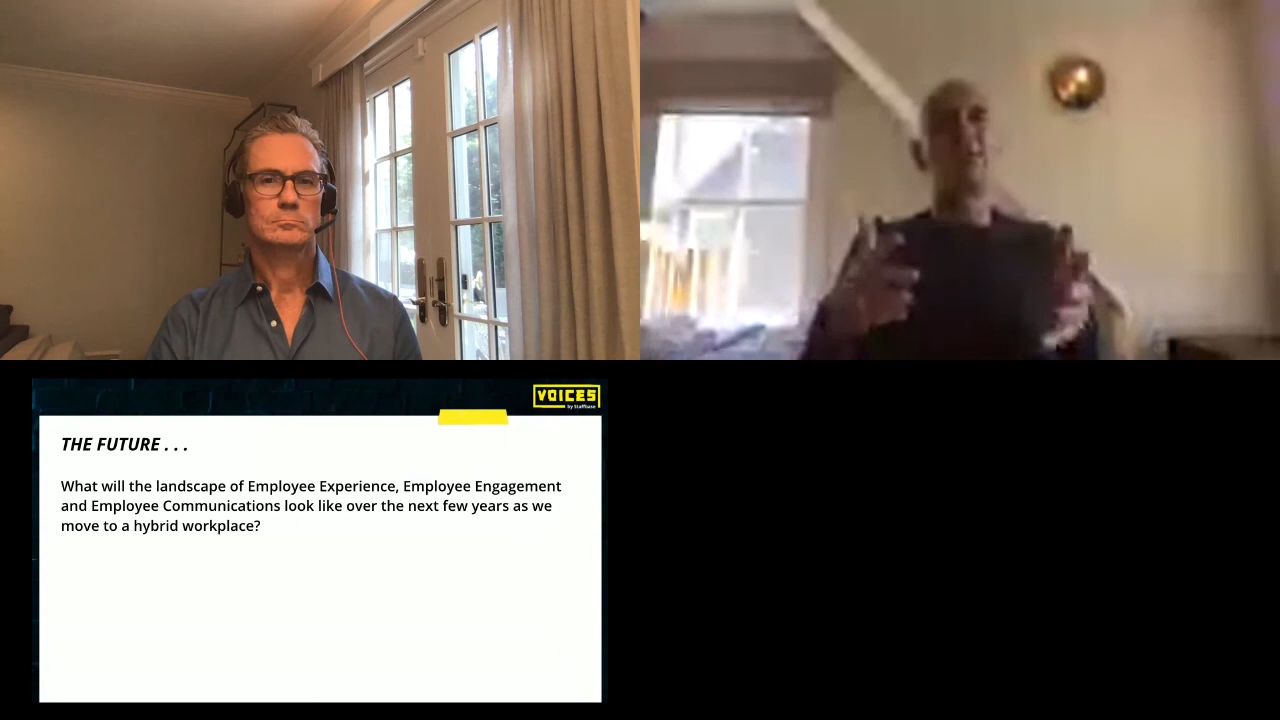 VOICES
by Staffbase
THE FUTURE . . .
What will the landscape of Employee Experience, Employee Engagement
and Employee Communications look like over the next few years as we
move to a hybrid workplace?